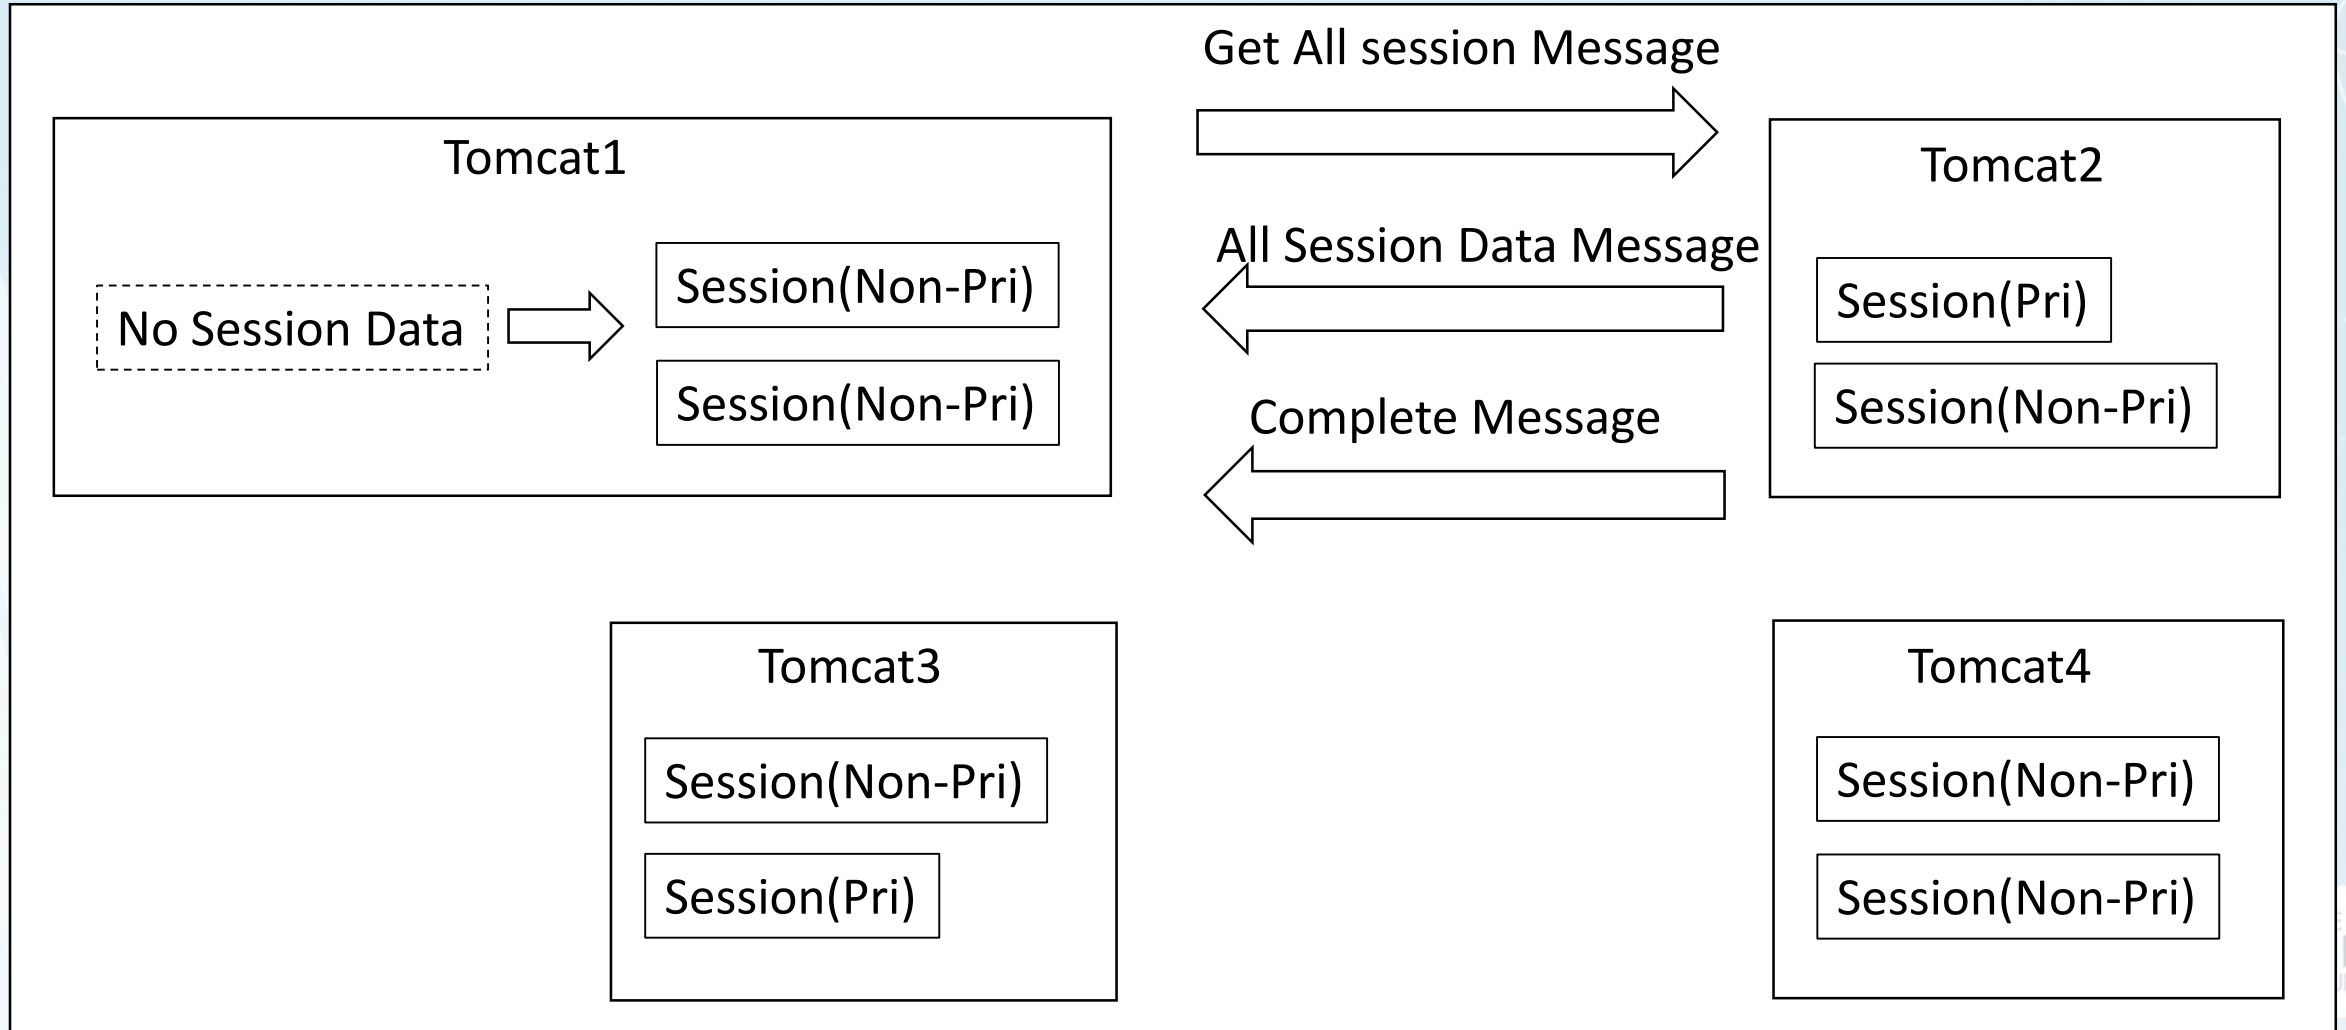 Get All session Message
Tomcat1
Tomcat2
All Session Data Message
No Session Data
Session(Non-Pri)
Session(Non-Pri)
Session(Pri)
Session(Non-Pri)
Complete Message
Tomcat3
Tomcat4
Session(Non-Pri)
Session(Pri)
Session(Non-Pri)
Session(Non-Pri)